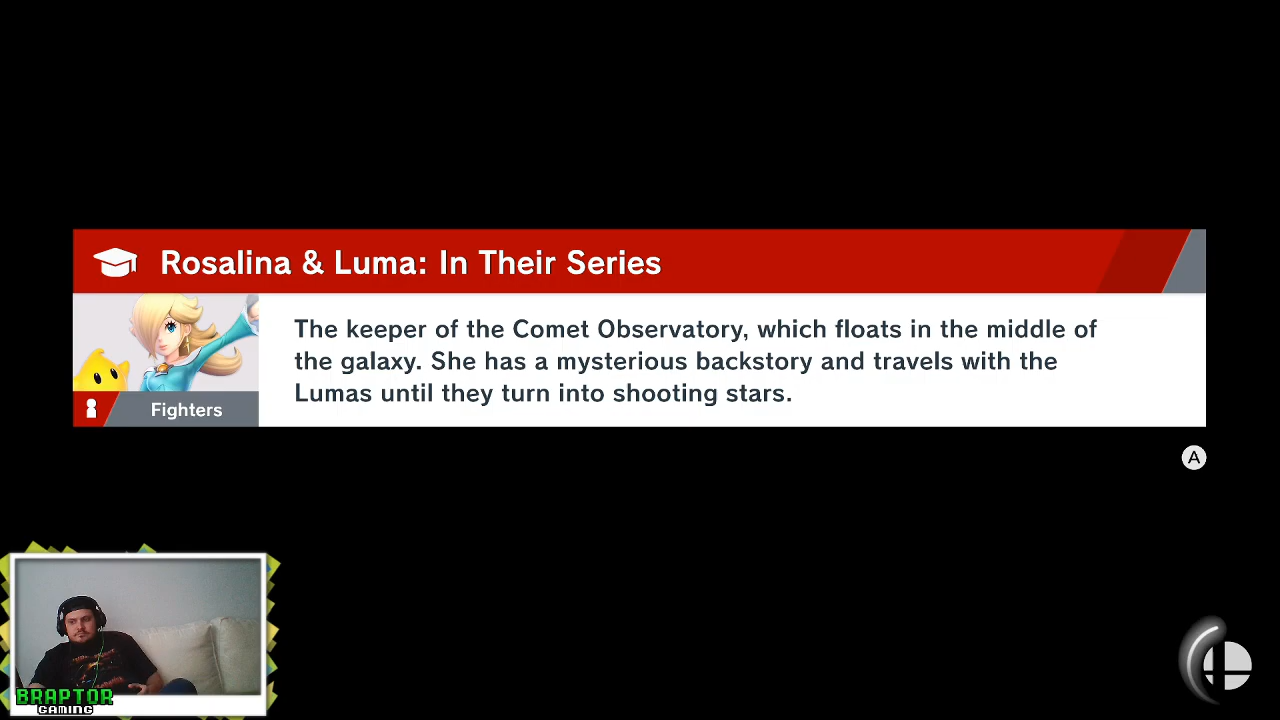 Rosalina & Luma: In Their Series
The keeper of the Comet Observatory, which floats in the middle of
the galaxy. She has a mysterious backstory and travels with the
Lumas until they turn into shooting stars.
Fighters
A
BRAPTOR
GAMING